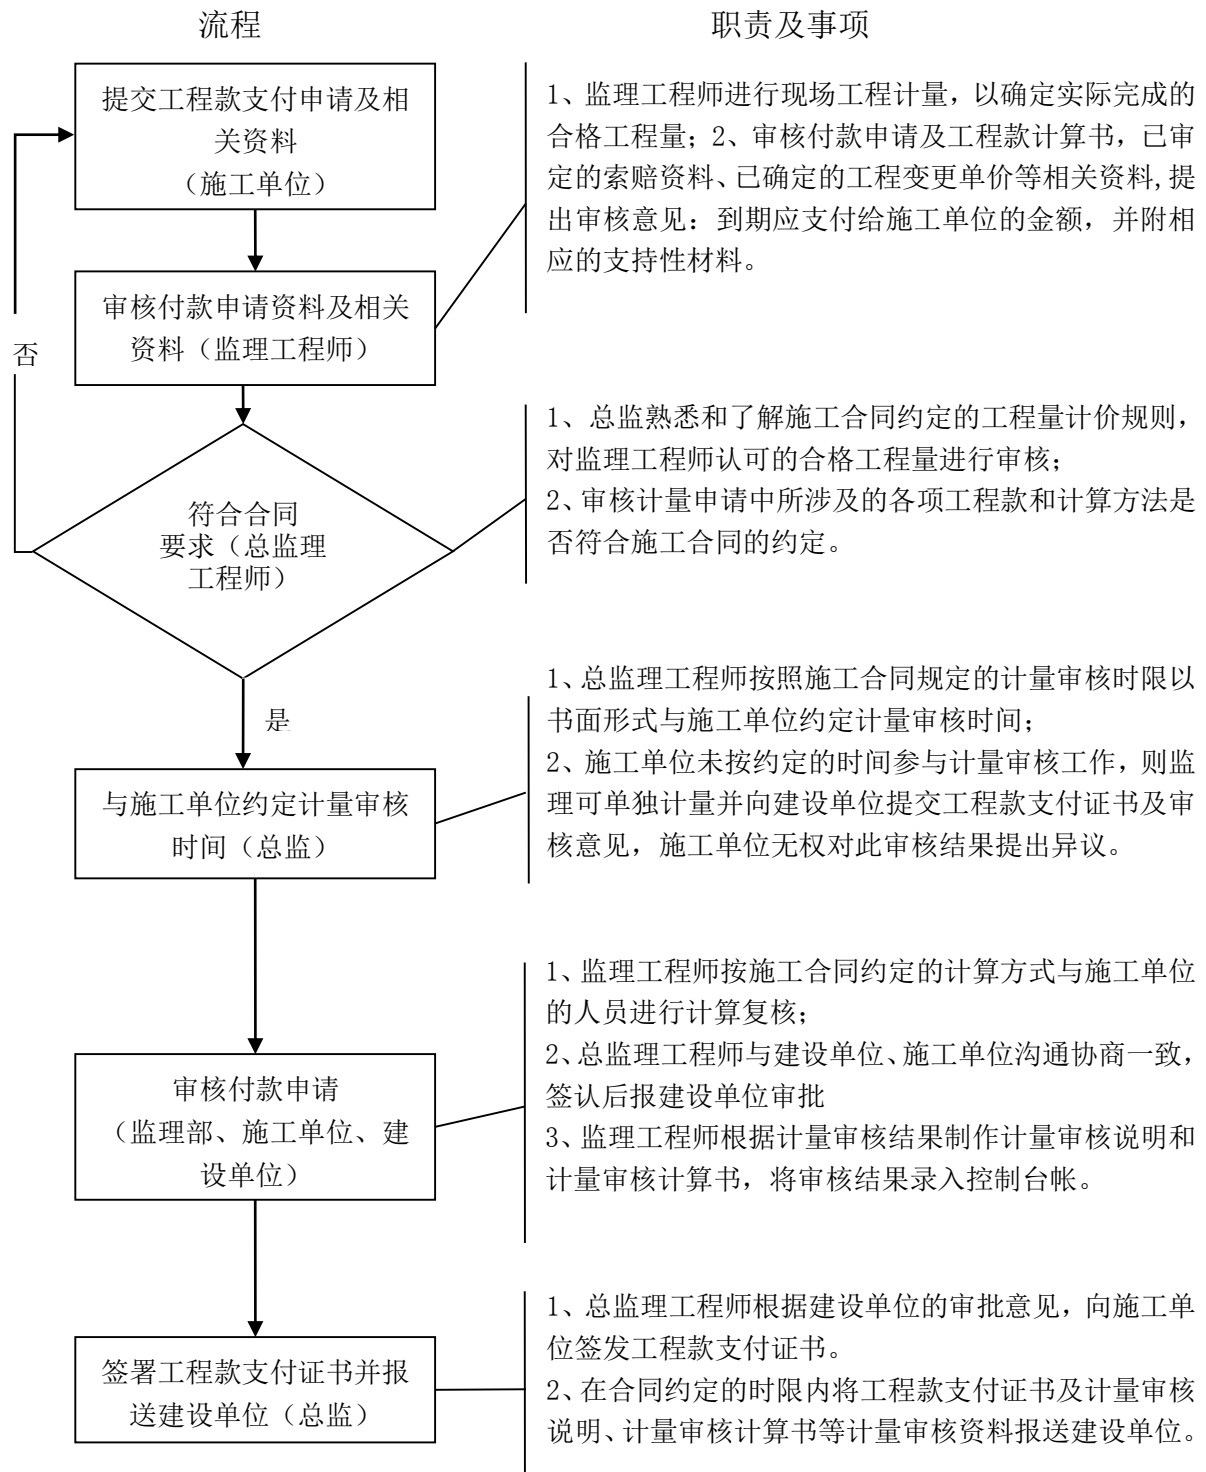 流程
职责及事项
提交工程款支付申请及相
关资料
（施工单位）
1、监理工程师进行现场工程计量，以确定实际完成的
合格工程量；2、审核付款申请及工程款计算书，已审
定的索赔资料、已确定的工程变更单价等相关资料,提
出审核意见：到期应支付给施工单位的金额，并附相
应的支持性材料。
审核付款申请资料及相关
资料（监理工程师）
否
1、总监熟悉和了解施工合同约定的工程量计价规则，
对监理工程师认可的合格工程量进行审核；
2、审核计量申请中所涉及的各项工程款和计算方法是
否符合施工合同的约定。
符合合同
要求（总监理
工程师）
是
1、总监理工程师按照施工合同规定的计量审核时限以
书面形式与施工单位约定计量审核时间；
2、施工单位未按约定的时间参与计量审核工作，则监
理可单独计量并向建设单位提交工程款支付证书及审
核意见，施工单位无权对此审核结果提出异议。
与施工单位约定计量审核
时间（总监）
1、监理工程师按施工合同约定的计算方式与施工单位
的人员进行计算复核；
2、总监理工程师与建设单位、施工单位沟通协商一致，
签认后报建设单位审批
3、监理工程师根据计量审核结果制作计量审核说明和
计量审核计算书，将审核结果录入控制台帐。
审核付款申请
（监理部、施工单位、建
设单位）
1、总监理工程师根据建设单位的审批意见，向施工单
位签发工程款支付证书。
2、在合同约定的时限内将工程款支付证书及计量审核
说明、计量审核计算书等计量审核资料报送建设单位。
签署工程款支付证书并报
送建设单位（总监）